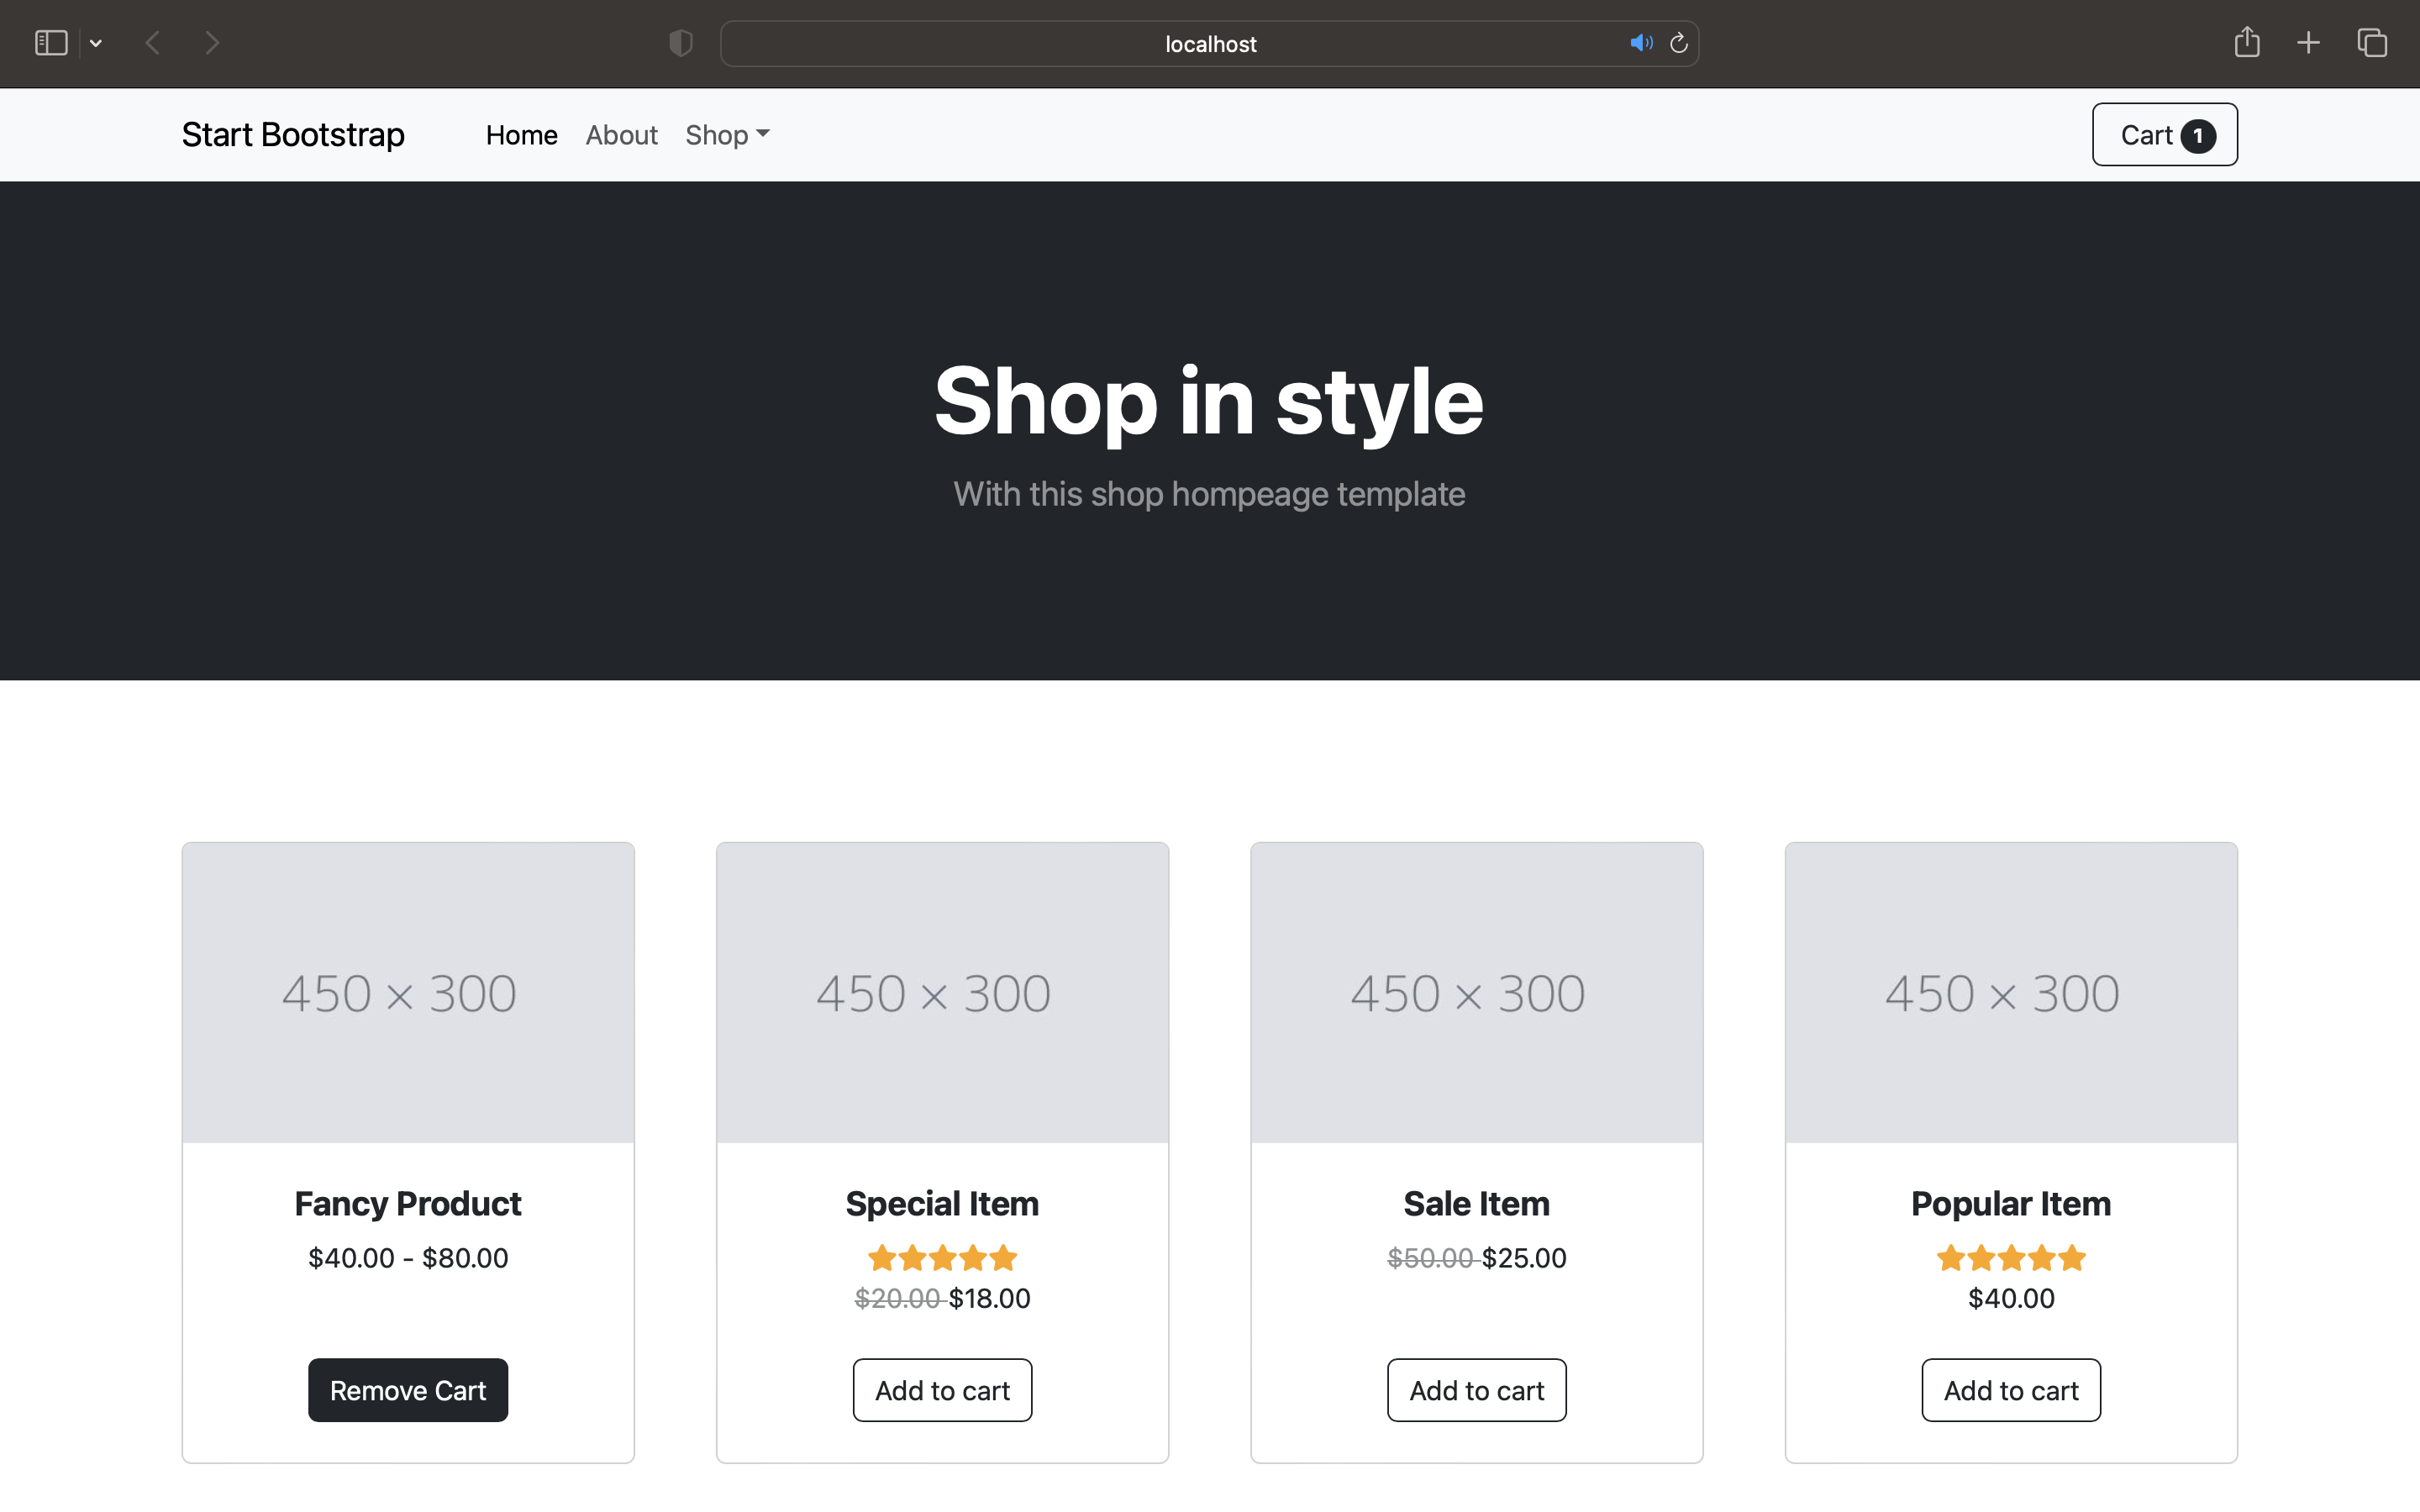 localhost
Start Bootstrap
Home About Shop
Cart 1
Shop in style
With this shop hompeage template
450 × 300
450 × 300
450 × 300
450 × 300
Fancy Product
$40.00 - $80.00
Remove Cart
Special Item
$20.00 $18.00
Add to cart
Sale Item
$50.00 $25.00
Add to cart
Popular Item
$40.00
Add to cart